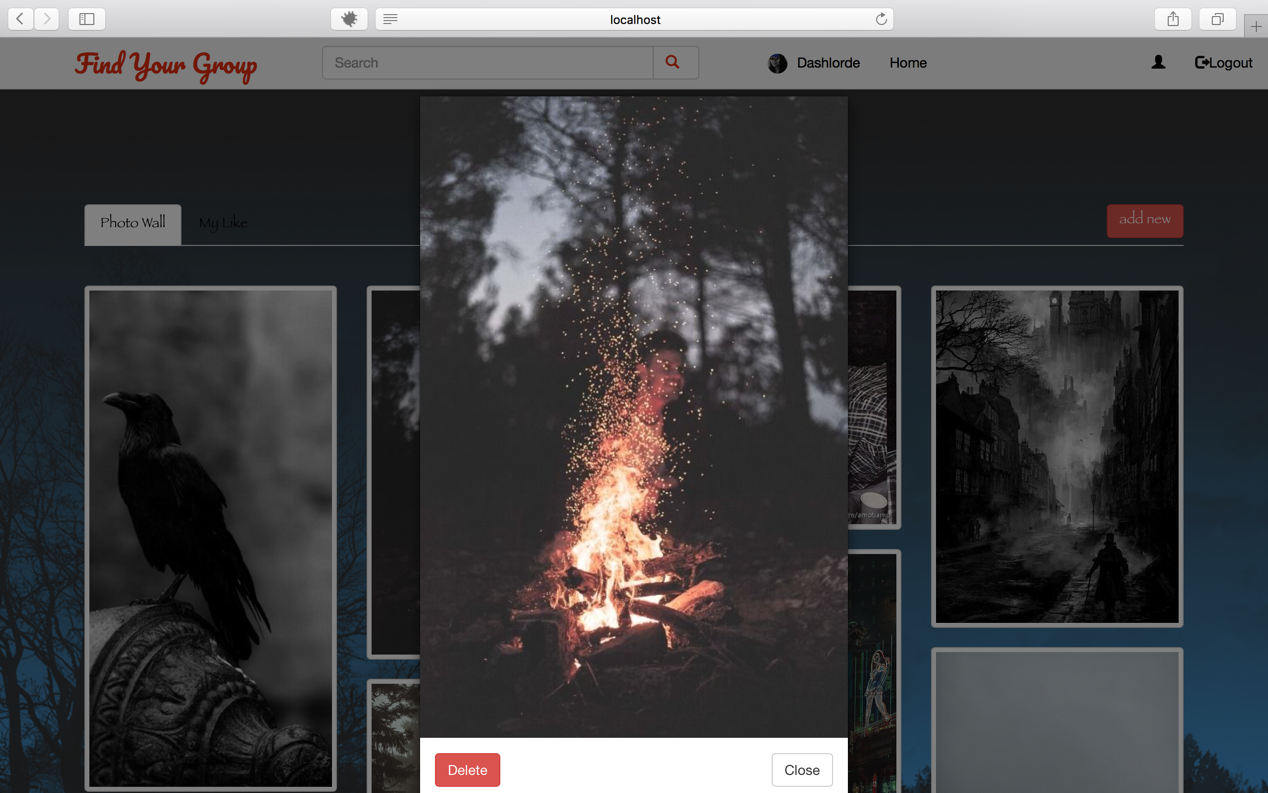 localhost
Find Your Group
Search
Dashlorde
Home
Logout
Photo Wall
My Like
add new
Delete
Close